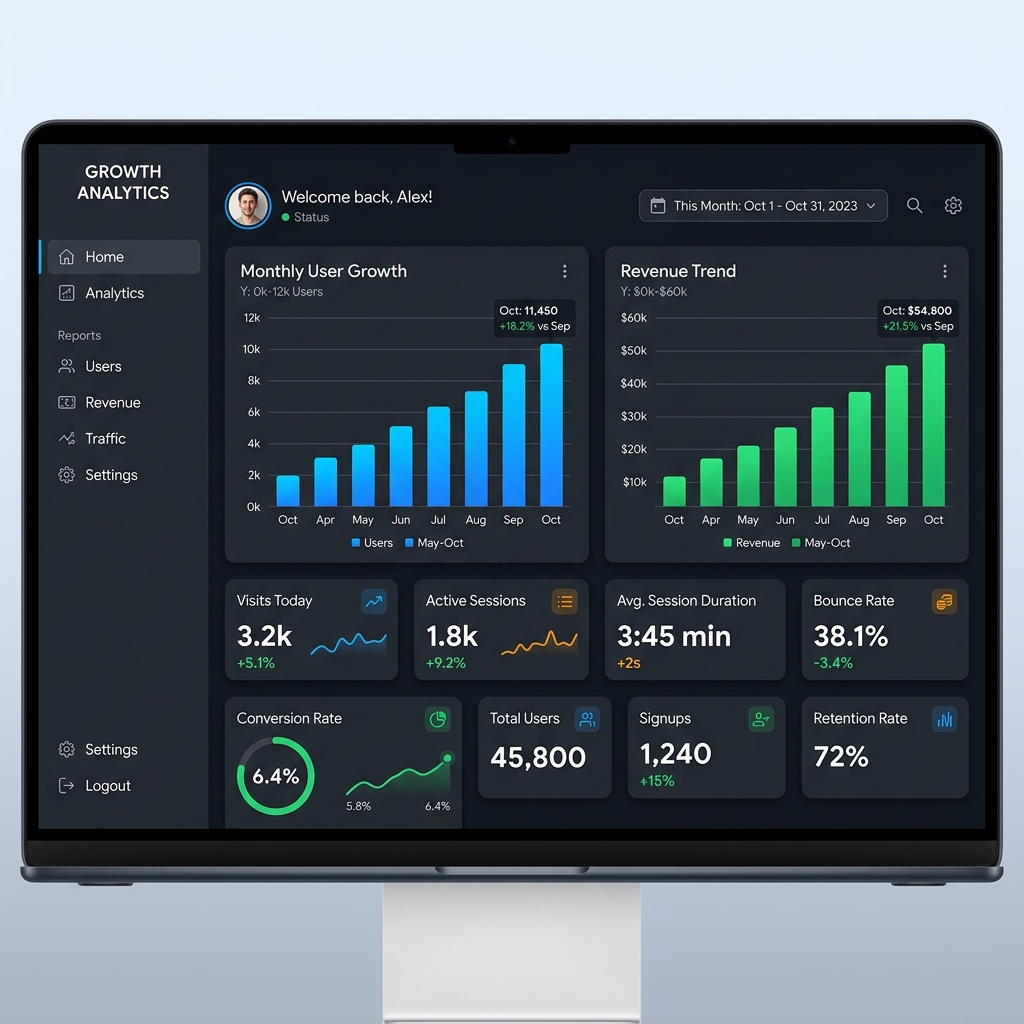 GROWTH
ANALYTICS
Home
Analytics
Reports
Users
Revenue
Traffic
Settings
Settings
Logout
Welcome back, Alex!
Status
This Month: Oct 1 - Oct 31, 2023
Monthly User Growth
Y: 0k-12k Users
Oct: 11,450
+18.2% vs Sep
12k
10k
8k
6k
4k
2k
0k
Oct Apr May Jun Jul Aug Sep Oct
Users May-Oct
Revenue Trend
Y: $0k-$60k
Oct: $54,800
+21.5% vs Sep
$60k
$50k
$40k
$30k
$20k
$10k
Oct Apr May Jun Jul Aug Sep Oct
Revenue May-Oct
Visits Today
3.2k
+5.1%
Active Sessions
1.8k
+9.2%
Avg. Session Duration
3:45 min
+2s
Bounce Rate
38.1%
-3.4%
Conversion Rate
6.4%
5.8% 6.4%
Total Users
45,800
Signups
1,240
+15%
Retention Rate
72%